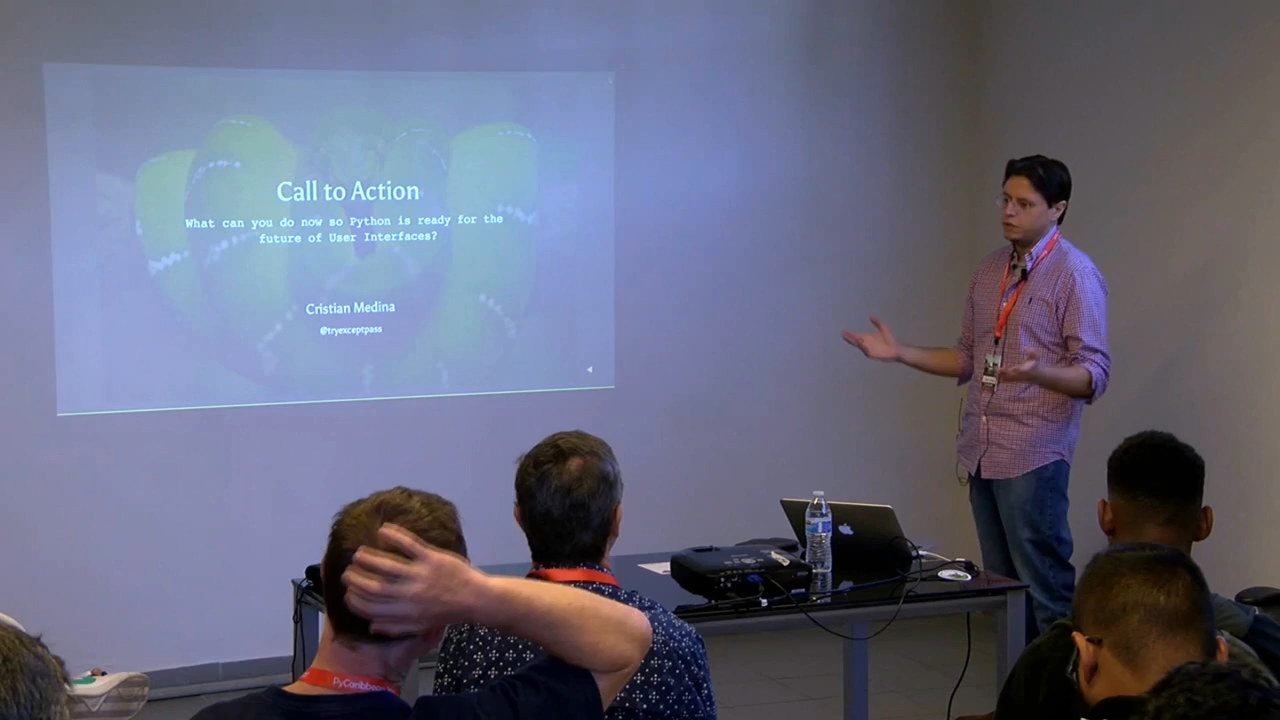 Call to Action
What can you do now so Python is ready for the
future of User Interfaces?
Cristian Medina
@tryexceptpass